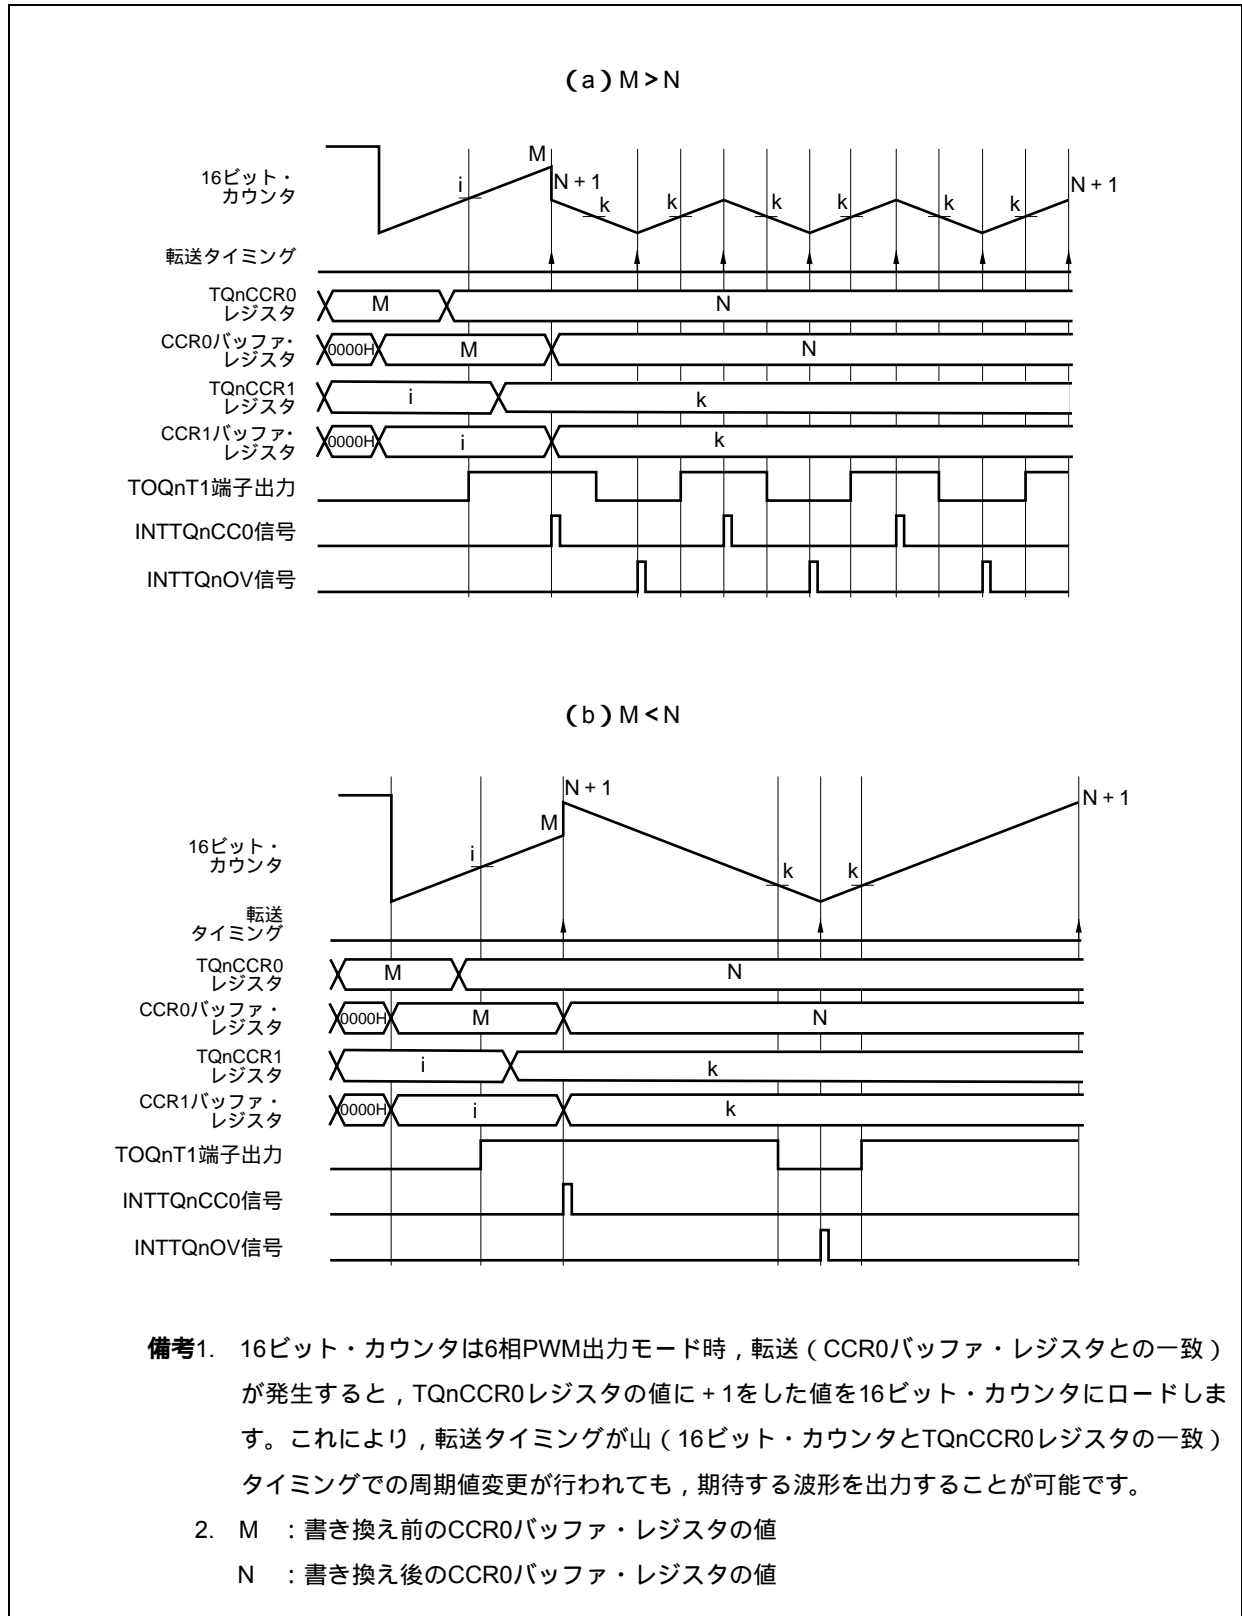 (a)M>N
M
i
N + 1
k
k
k
k
k
k
N + 1
16ビット・
カウンタ
転送タイミング
TQnCCR0
レジスタ
M
N
CCR0バッファ・
レジスタ
0000H
M
N
TQnCCR1
レジスタ
i
k
CCR1バッファ・
レジスタ
0000H
i
k
TOQnT1端子出力
INTTQnCC0信号
INTTQnOV信号
(b)M<N
N + 1
N + 1
M
i
k
k
16ビット・
カウンタ
転送
タイミング
TQnCCR0
レジスタ
M
N
CCR0バッファ・
レジスタ
0000H
M
N
TQnCCR1
レジスタ
i
k
CCR1バッファ・
レジスタ
0000H
i
k
TOQnT1端子出力
INTTQnCC0信号
INTTQnOV信号
備考1. 16ビット・カウンタは6相PWM出力モード時，転送(CCR0バッファ・レジスタとの一致)
が発生すると，TQnCCR0レジスタの値に+1をした値を16ビット・カウンタにロードしま
す。これにより，転送タイミングが山(16ビット・カウンタとTQnCCR0レジスタの一致)
タイミングでの周期値変更が行われても，期待する波形を出力することが可能です。
2. M :書き換え前のCCR0バッファ・レジスタの値
N :書き換え後のCCR0バッファ・レジスタの値